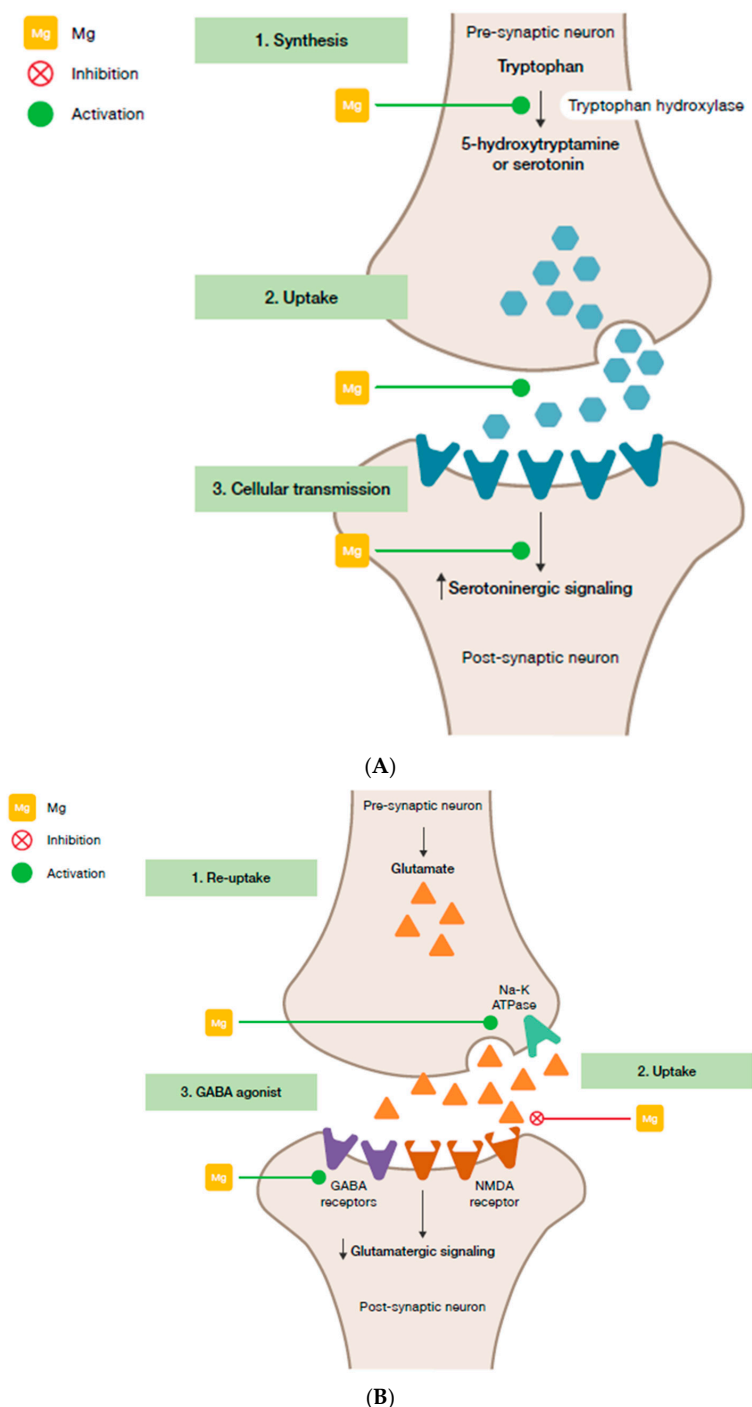 Mg Mg
Inhibition
Activation
1. Synthesis
Pre-synaptic neuron
Tryptophan
Mg
Tryptophan hydroxylase
5-hydroxytryptamine
or serotonin
2. Uptake
Mg
3. Cellular transmission
Mg
Serotoninergic signaling
Post-synaptic neuron
(A)
Mg Mg
Inhibition
Activation
Pre-synaptic neuron
1. Re-uptake
Glutamate
Na-K
ATPase
Mg
2. Uptake
3. GABA agonist
Mg
Mg
GABA
receptors
NMDA
receptor
Glutamatergic signaling
Post-synaptic neuron
(B)